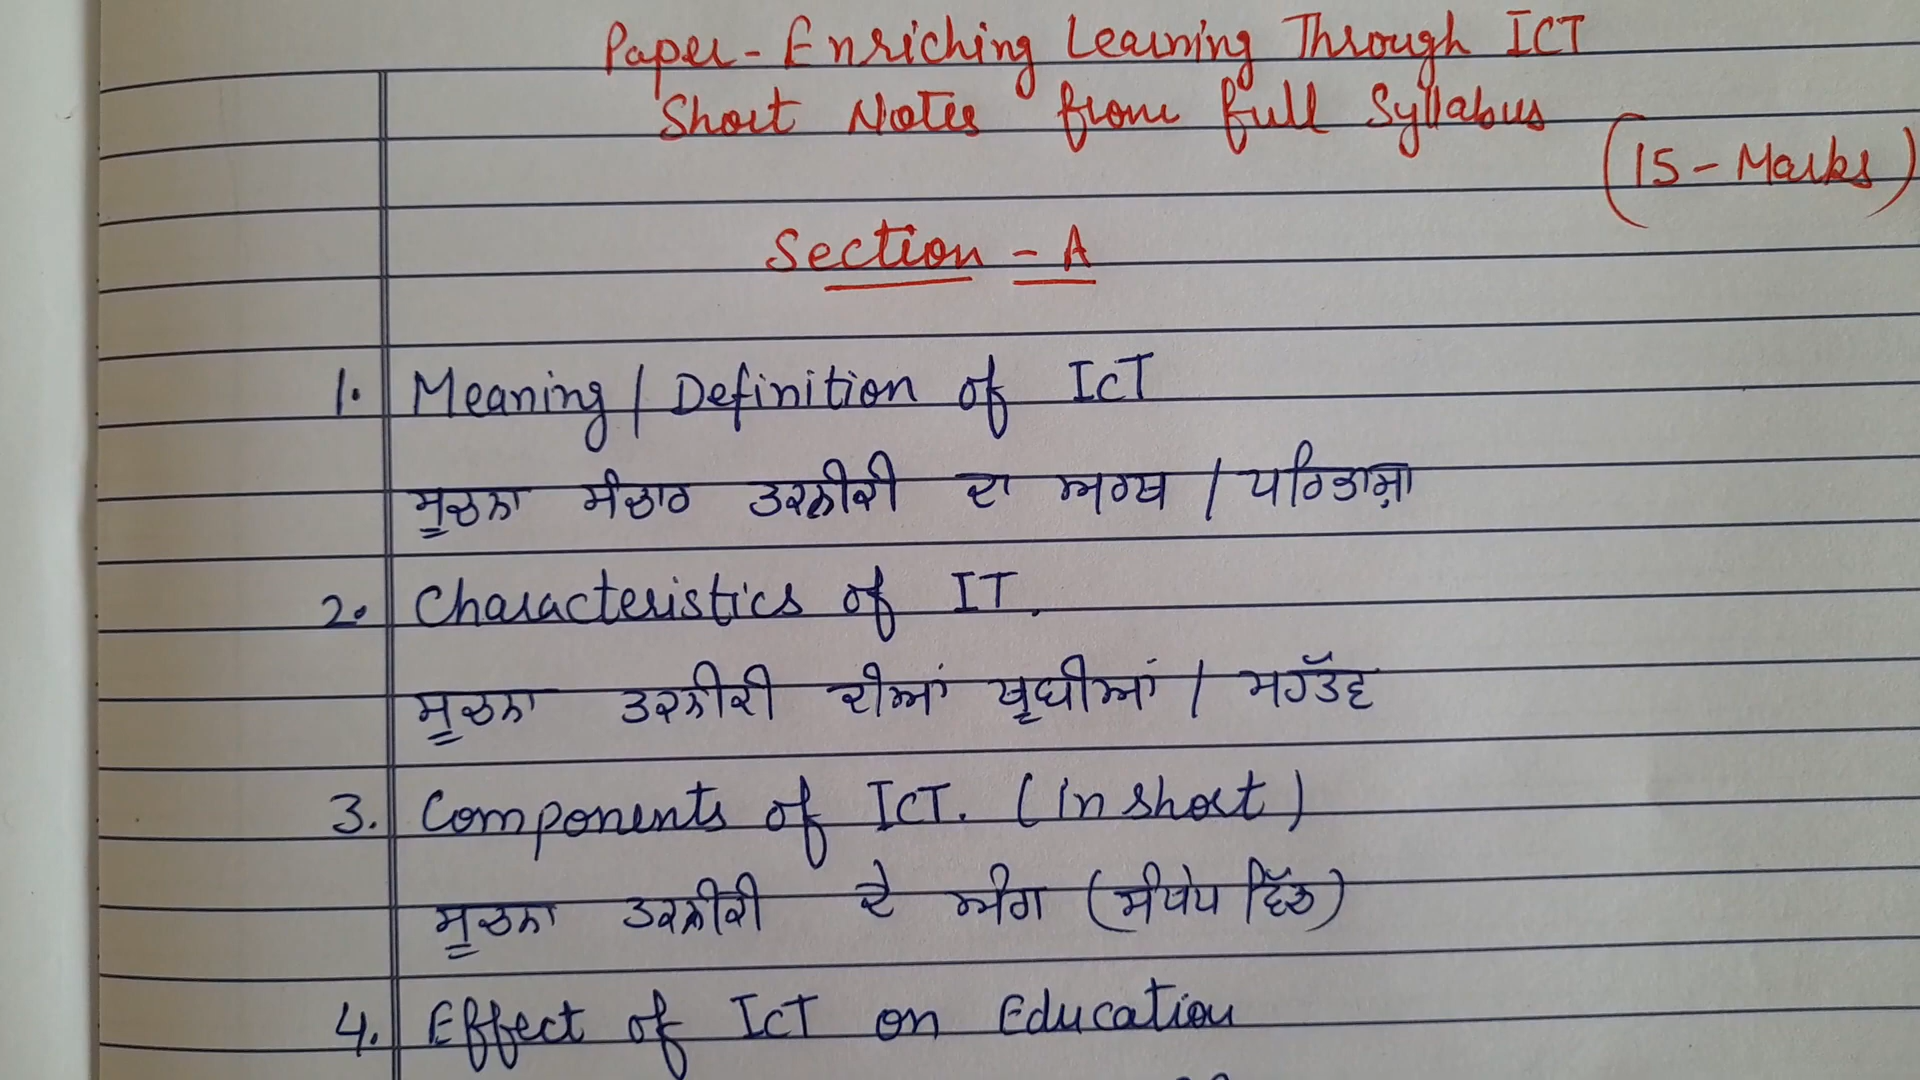 Paper - Enriching Learning Through ICT
Short Notes from full Syllabus
(15 - Marks)
Section - A
1. Meaning / Definition of ICT
ਸੂਚਨਾ ਸੰਚਾਰ ਤਕਨੀਕੀ ਦਾ ਅਰਥ / ਪਰਿਭਾਸ਼ਾ
2. Characteristics of IT.
ਸੂਚਨਾ ਤਕਨੀਕੀ ਦੀਆਂ ਖੂਬੀਆਂ / ਮਹੱਤਵ
3. Components of ICT. (in short)
ਸੂਚਨਾ ਤਕਨੀਕੀ ਦੇ ਅੰਗ (ਸੰਖੇਪ ਵਿੱਚ)
4. Effect of ICT on Education